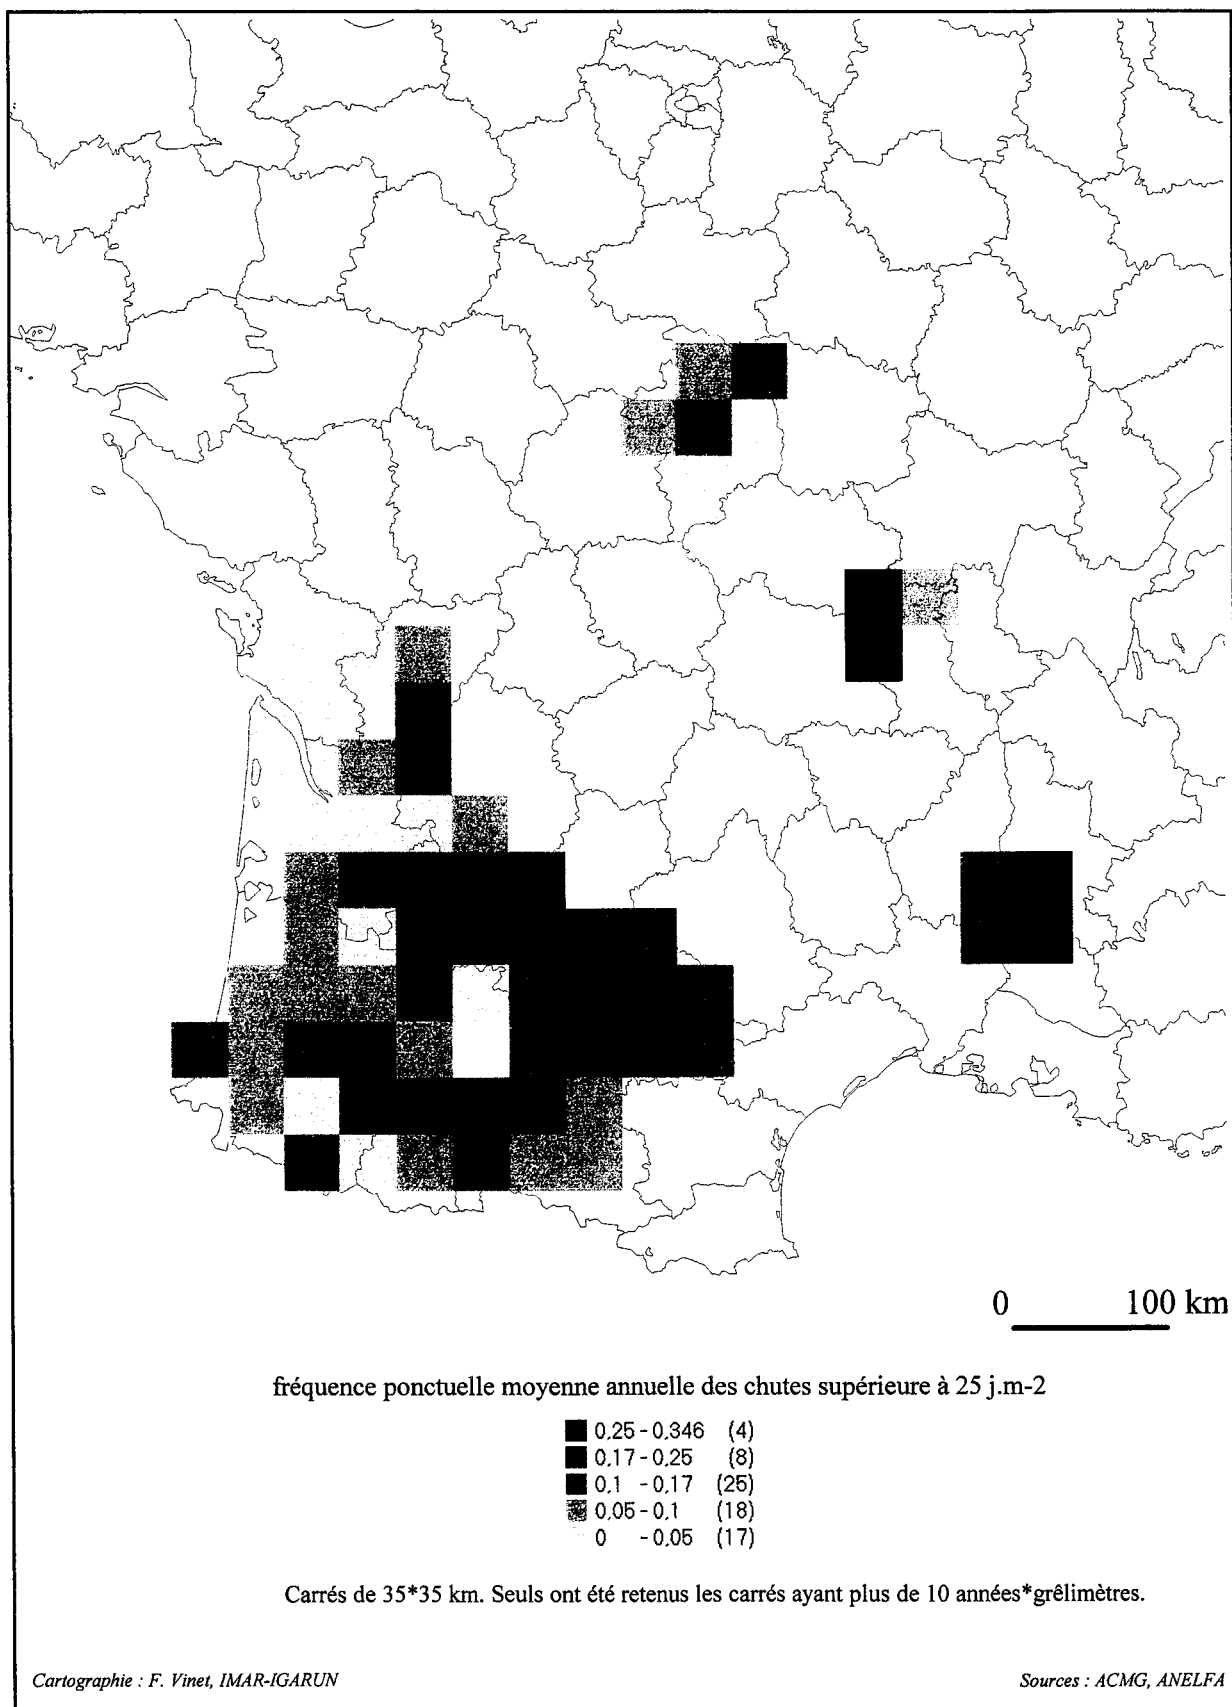 0 100 km
fréquence ponctuelle moyenne annuelle des chutes supérieure à 25 j.m-2
0,25 - 0,346 (4)
0,17 - 0,25 (8)
0,1 - 0,17 (25)
0,05 - 0,1 (18)
0 - 0,05 (17)
Carrés de 35*35 km. Seuls ont été retenus les carrés ayant plus de 10 années*grêlimètres.
Cartographie : F. Vinet, IMAR-IGARUN Sources : ACMG, ANELFA